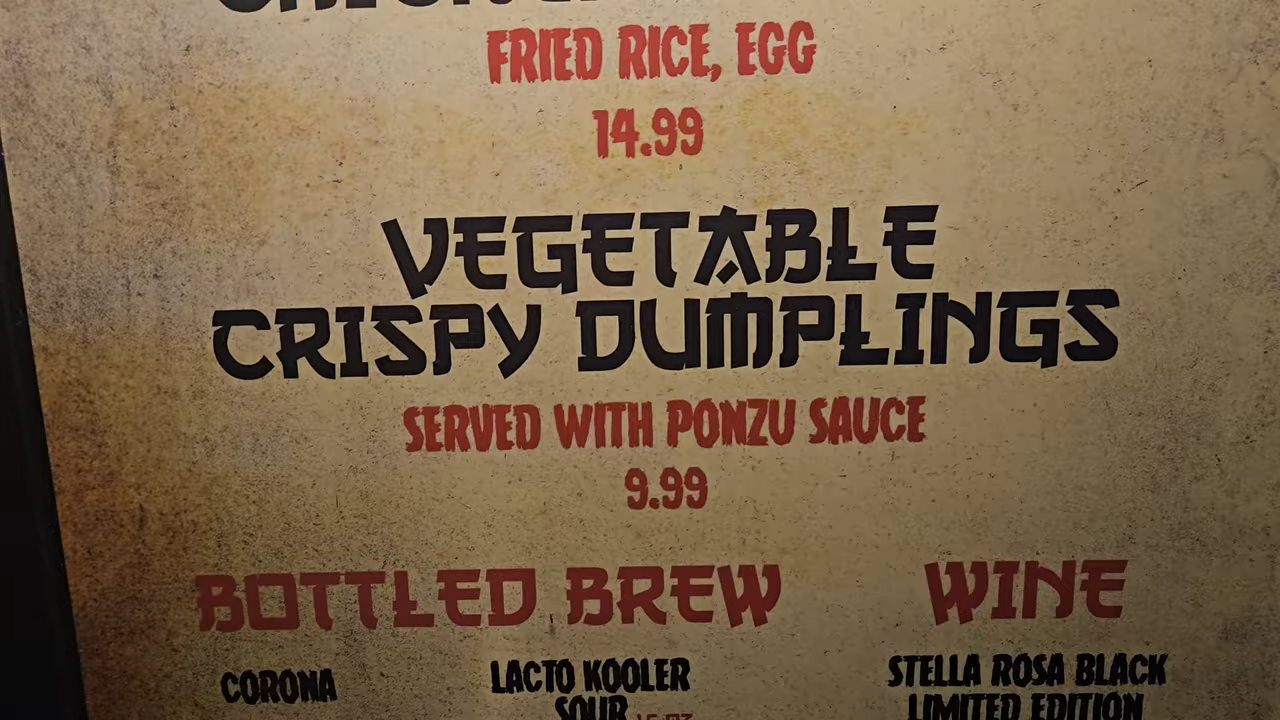 FRIED RICE, EGG
14.99
VEGETABLE
CRISPY DUMPLINGS
SERVED WITH PONZU SAUCE
9.99
BOTTLED BREW WINE
CORONA LACTO KOOLER STELLA ROSA BLACK
SOUR LIMITED EDITION